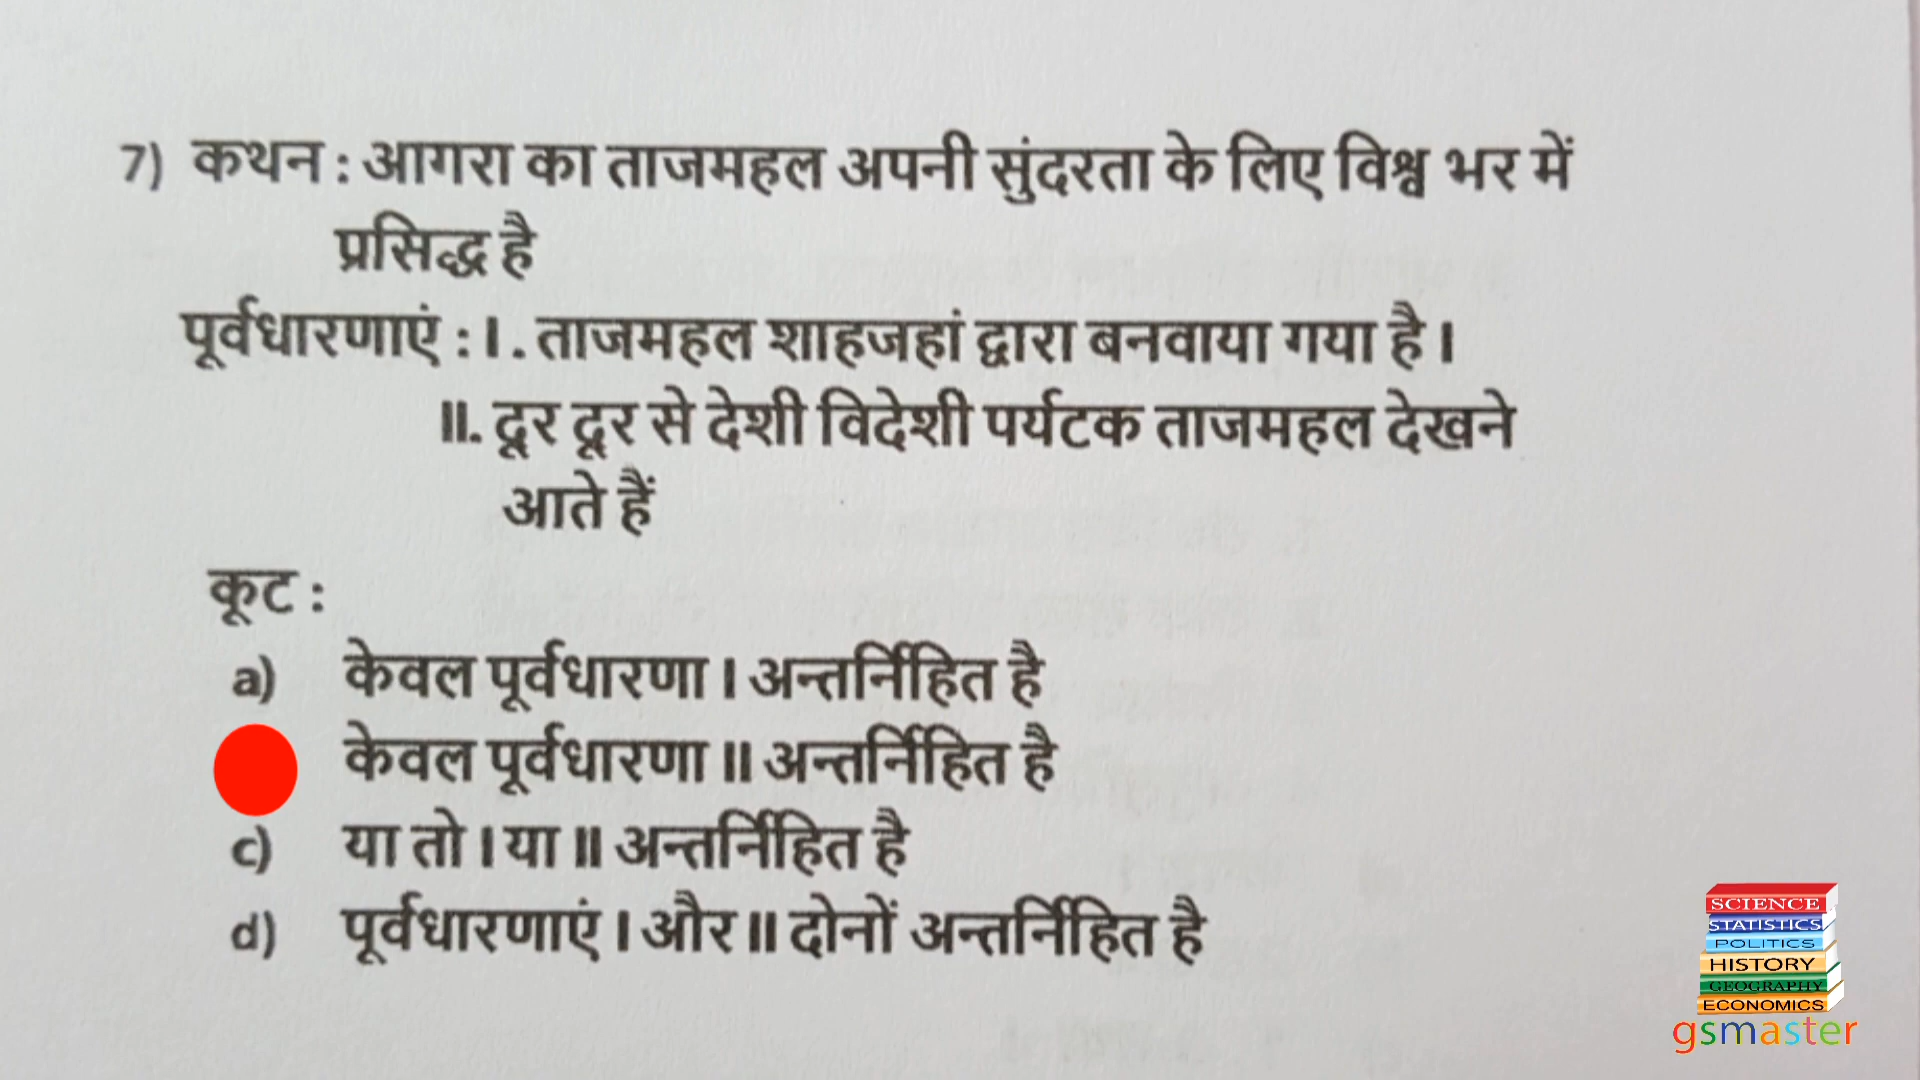 7) कथन : आगरा का ताजमहल अपनी सुंदरता के लिए विश्व भर में
प्रसिद्ध है
पूर्वधारणाएं : I . ताजमहल शाहजहां द्वारा बनवाया गया है ।
II. दूर दूर से देशी विदेशी पर्यटक ताजमहल देखने
आते हैं
कूट :
a) केवल पूर्वधारणा I अन्तर्निहित है
केवल पूर्वधारणा II अन्तर्निहित है
c) या तो I या II अन्तर्निहित है
d) पूर्वधारणाएं I और II दोनों अन्तर्निहित है
SCIENCE
STATISTICS
POLITICS
HISTORY
GEOGRAPHY
ECONOMICS
gsmaster